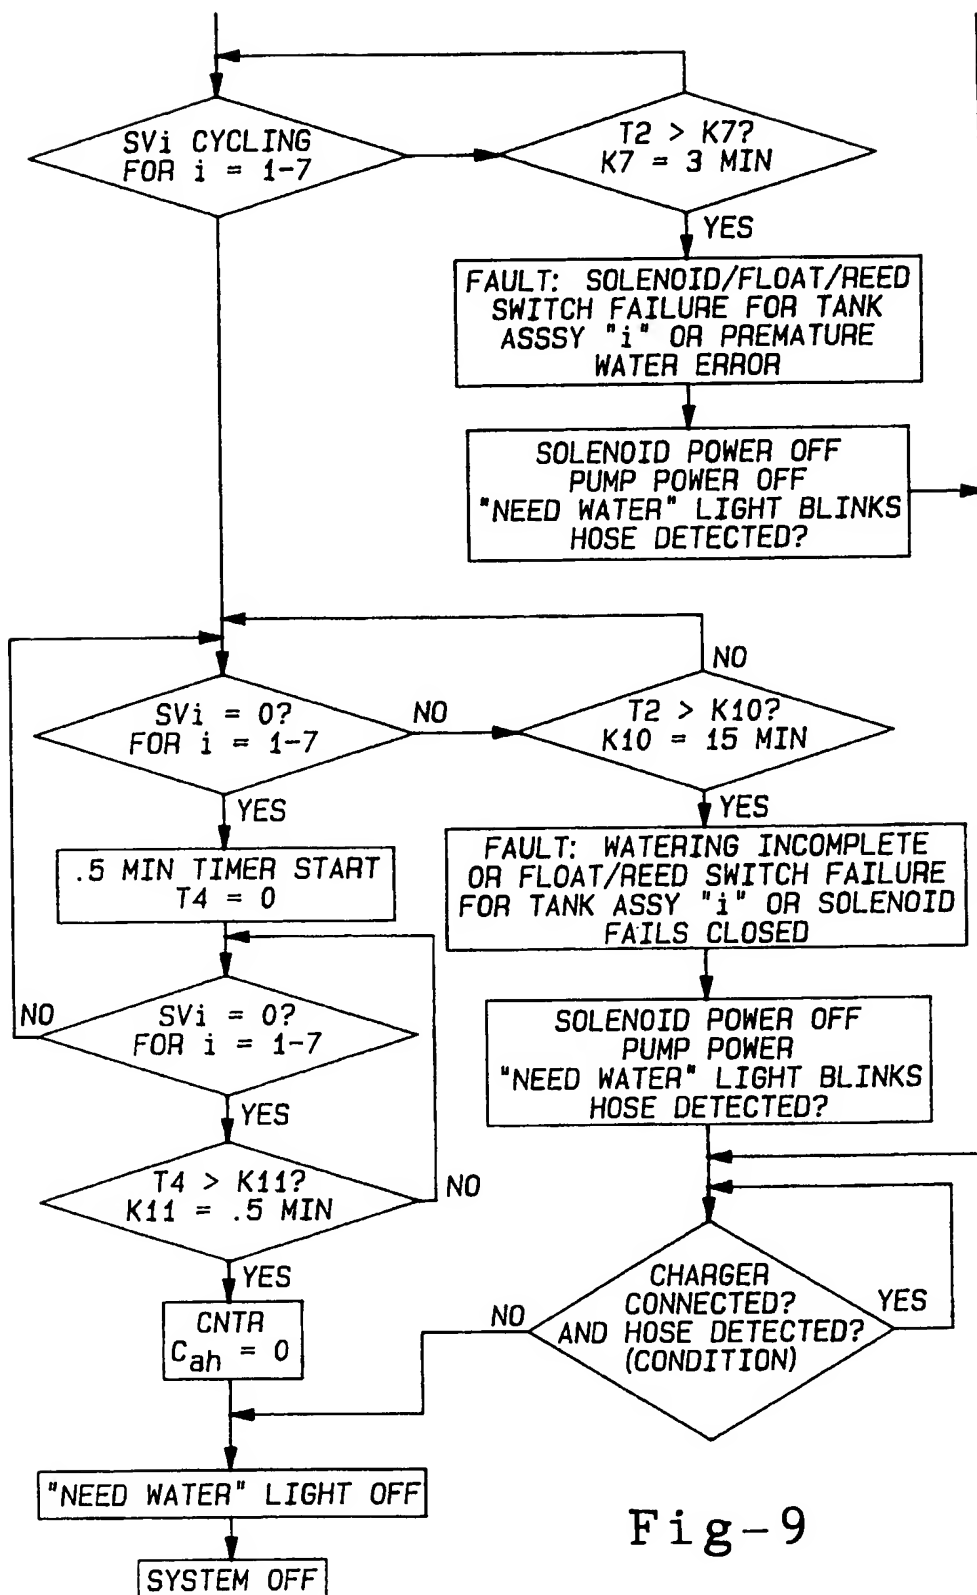 SVi CYCLING
FOR i = 1-7
T2 > K7?
K7 = 3 MIN
YES
FAULT: SOLENOID/FLOAT/REED
SWITCH FAILURE FOR TANK
ASSSY "i" OR PREMATURE
WATER ERROR
SOLENOID POWER OFF
PUMP POWER OFF
"NEED WATER" LIGHT BLINKS
HOSE DETECTED?
NO
SVi = 0?
FOR i = 1-7
NO
T2 > K10?
K10 = 15 MIN
YES
YES
.5 MIN TIMER START
T4 = 0
FAULT: WATERING INCOMPLETE
OR FLOAT/REED SWITCH FAILURE
FOR TANK ASSY "i" OR SOLENOID
FAILS CLOSED
NO
SVi = 0?
FOR i = 1-7
SOLENOID POWER OFF
PUMP POWER
"NEED WATER" LIGHT BLINKS
HOSE DETECTED?
YES
T4 > K11?
K11 = .5 MIN
NO
YES
CNTR
Cah = 0
NO
CHARGER
CONNECTED?
AND HOSE DETECTED?
(CONDITION)
YES
"NEED WATER" LIGHT OFF
SYSTEM OFF
Fig-9